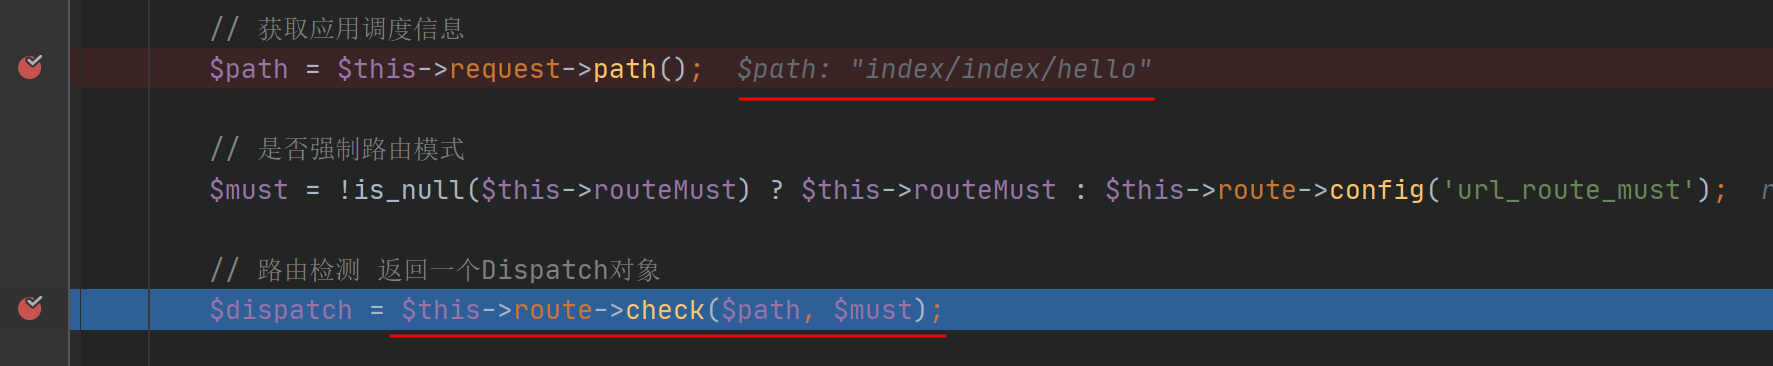 // 获取应用调度信息
$path = $this->request->path();  $path: "index/index/hello"
// 是否强制路由模式
$must = !is_null($this->routeMust) ? $this->routeMust : $this->route->config('url_route_must');
// 路由检测 返回一个Dispatch对象
$dispatch = $this->route->check($path, $must);